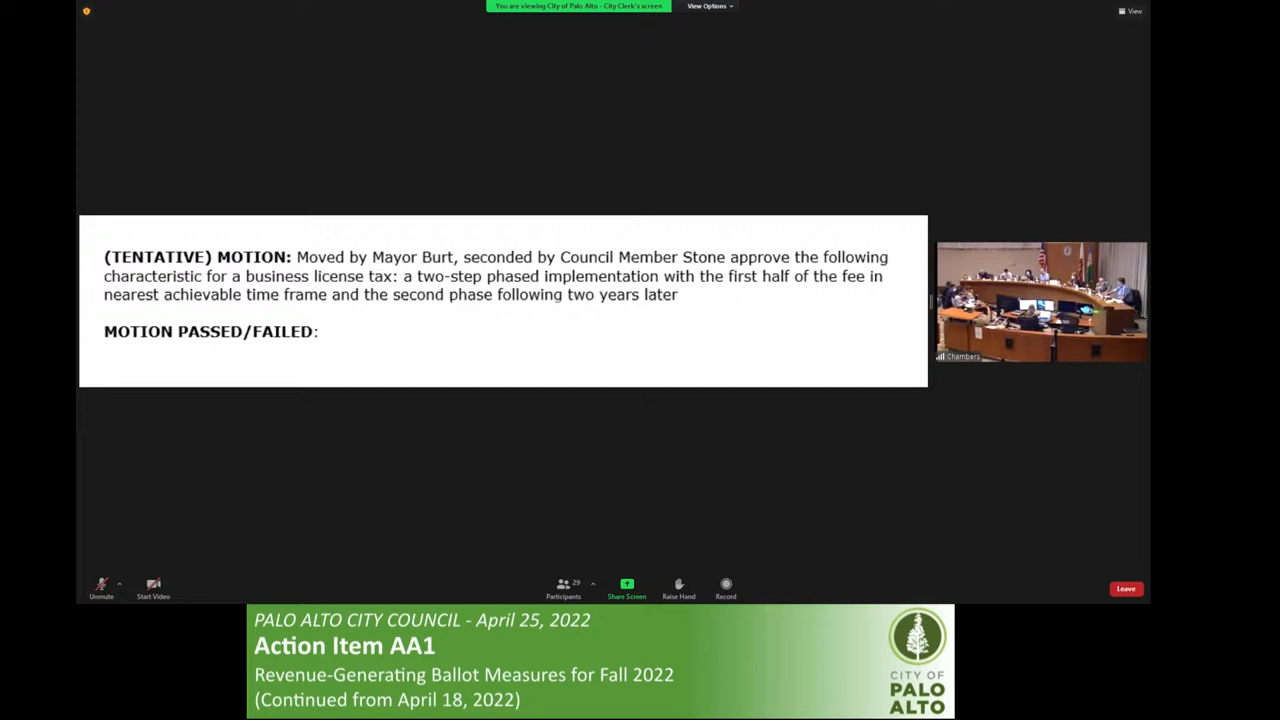 You are viewing City of Palo Alto - City Clerk's screen
View Options
View
(TENTATIVE) MOTION: Moved by Mayor Burt, seconded by Council Member Stone approve the following
characteristic for a business license tax: a two-step phased implementation with the first half of the fee in
nearest achievable time frame and the second phase following two years later
MOTION PASSED/FAILED:
Chambers
Unmute
Start Video
29
Participants
Share Screen
Raise Hand
Record
Leave
PALO ALTO CITY COUNCIL - April 25, 2022
Action Item AA1
Revenue-Generating Ballot Measures for Fall 2022
(Continued from April 18, 2022)
CITY OF
PALO
ALTO